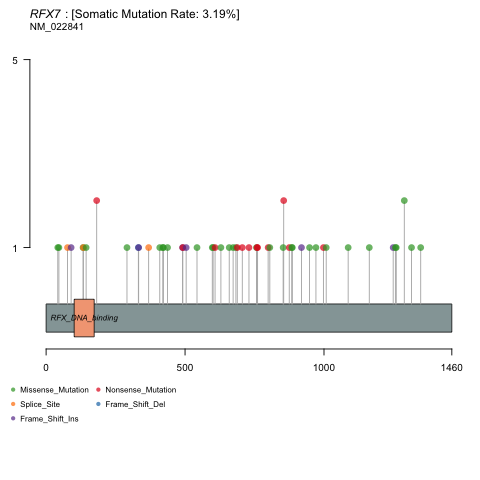 RFX7 : [Somatic Mutation Rate: 3.19%]
NM_022841
5
1
RFX_DNA_binding
0 500 1000 1460
Missense_Mutation Nonsense_Mutation
Splice_Site Frame_Shift_Del
Frame_Shift_Ins